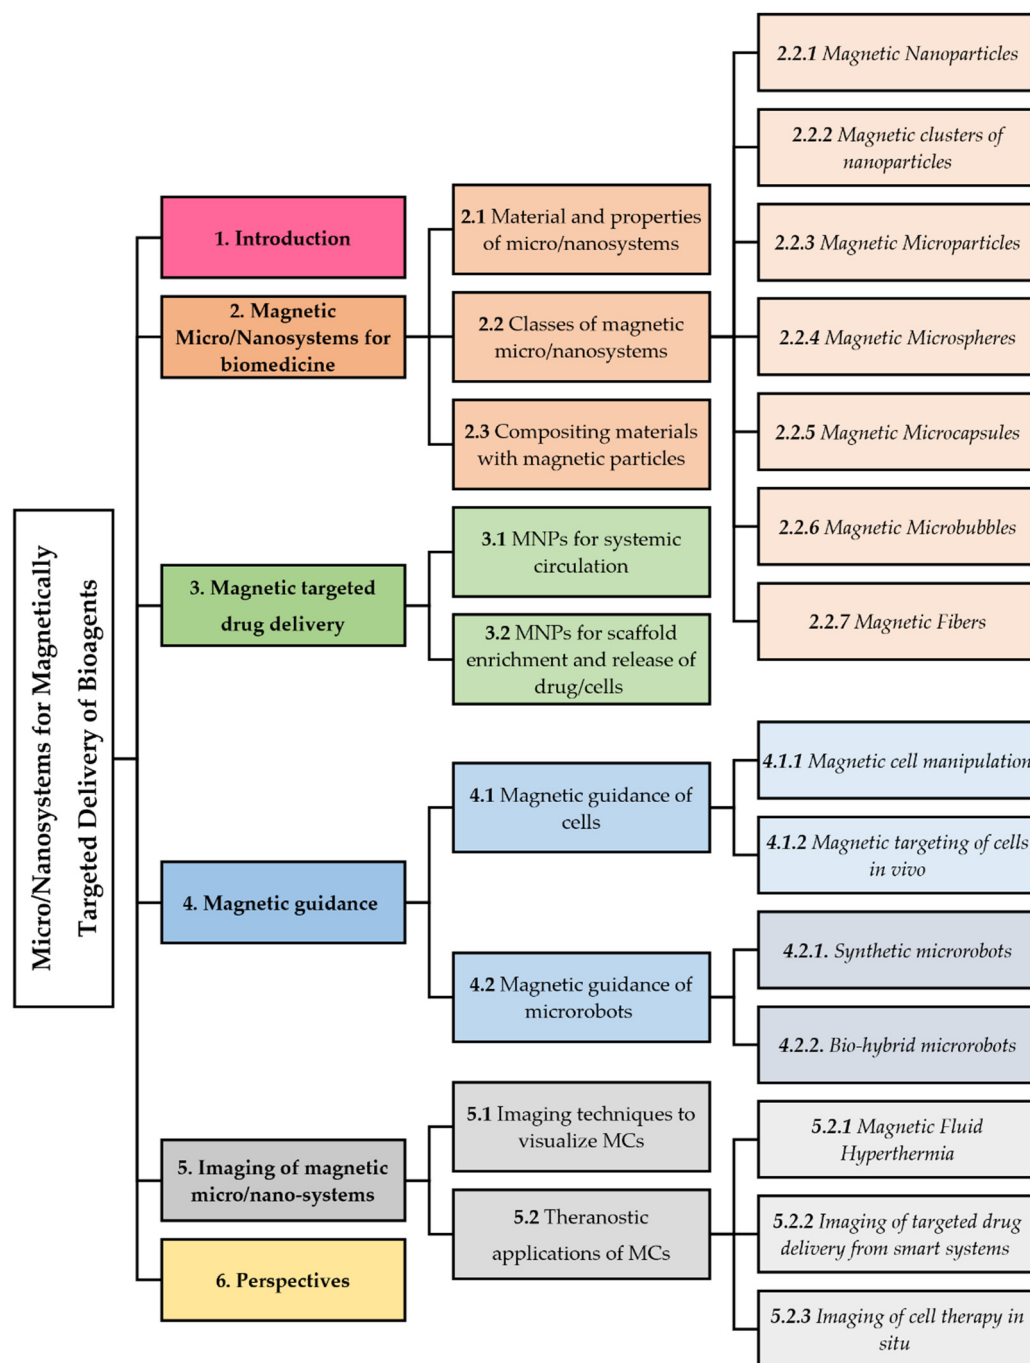 Micro/Nanosystems for Magnetically
Targeted Delivery of Bioagents
1. Introduction
2. Magnetic
Micro/Nanosystems for
biomedicine
2.1 Material and properties
of micro/nanosystems
2.2 Classes of magnetic
micro/nanosystems
2.2.1 Magnetic Nanoparticles
2.2.2 Magnetic clusters of
nanoparticles
2.2.3 Magnetic Microparticles
2.2.4 Magnetic Microspheres
2.2.5 Magnetic Microcapsules
2.2.6 Magnetic Microbubbles
2.2.7 Magnetic Fibers
2.3 Compositing materials
with magnetic particles
3. Magnetic targeted
drug delivery
3.1 MNPs for systemic
circulation
3.2 MNPs for scaffold
enrichment and release of
drug/cells
4. Magnetic guidance
4.1 Magnetic guidance of
cells
4.1.1 Magnetic cell manipulation
4.1.2 Magnetic targeting of cells
in vivo
4.2 Magnetic guidance of
microrobots
4.2.1. Synthetic microrobots
4.2.2. Bio-hybrid microrobots
5. Imaging of magnetic
micro/nano-systems
5.1 Imaging techniques to
visualize MCs
5.2 Theranostic
applications of MCs
5.2.1 Magnetic Fluid
Hyperthermia
5.2.2 Imaging of targeted drug
delivery from smart systems
5.2.3 Imaging of cell therapy in
situ
6. Perspectives